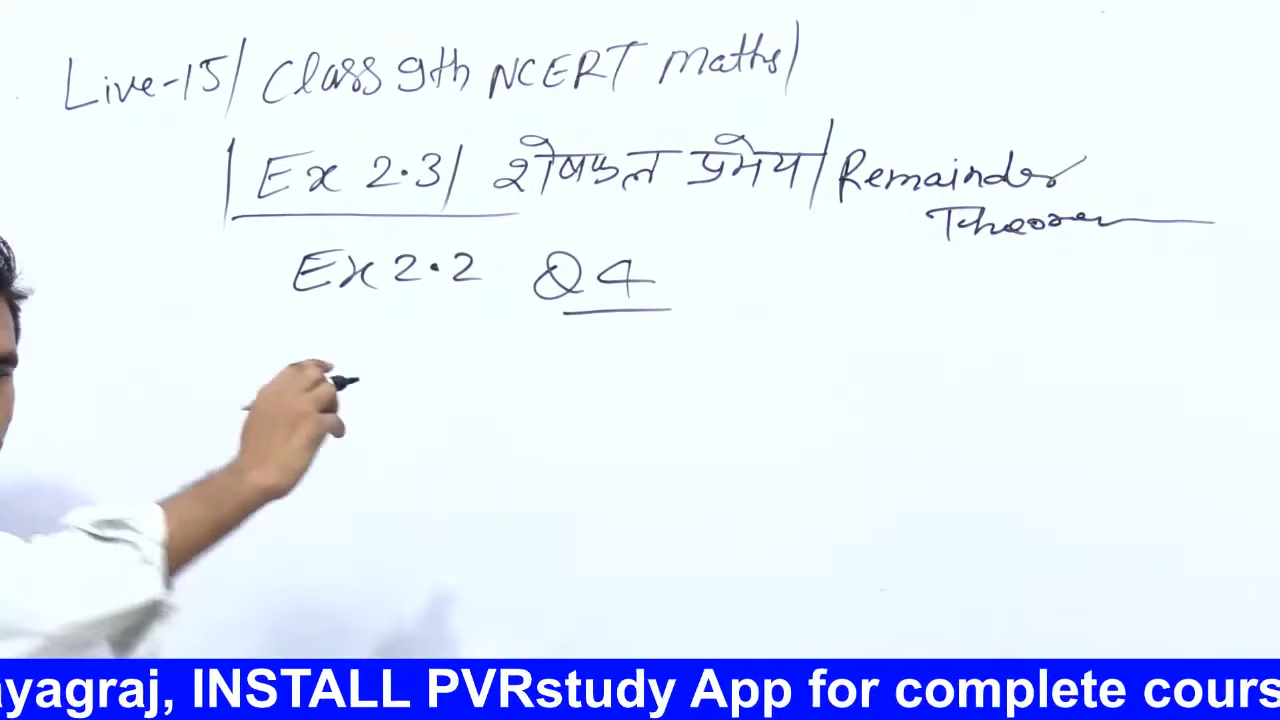 Live-15/ Class 9th NCERT Maths/
| Ex 2.3/ शेषफल प्रमेय/ Remainder
Theorem
Ex 2.2 Q4
ayagraj, INSTALL PVRstudy App for complete cours